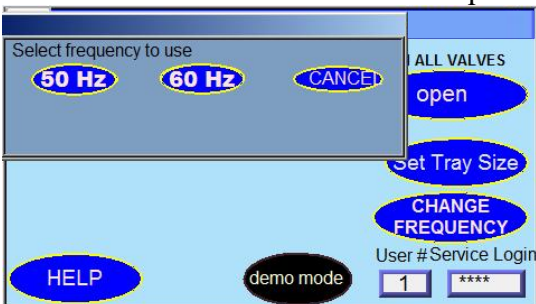 Select frequency to use
50 Hz 60 Hz CANCEL
ALL VALVES
open
Set Tray Size
CHANGE
FREQUENCY
User # Service Login
HELP demo mode 1 ****